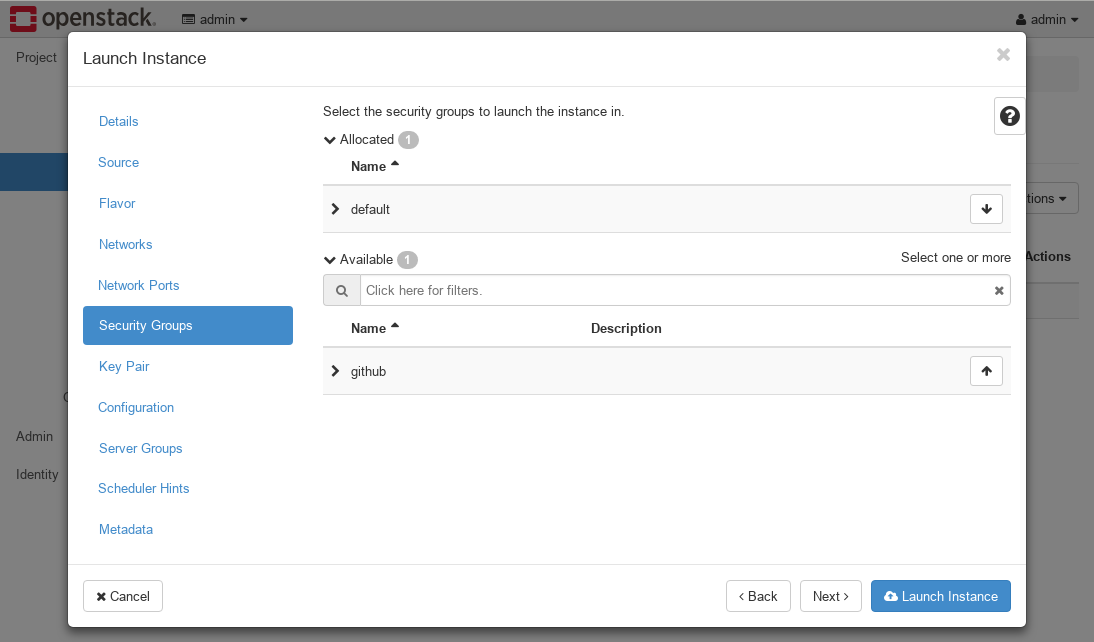 openstack. admin admin
Project
Launch Instance
Details
Source
Flavor
Networks
Network Ports
Security Groups
Key Pair
Configuration
Server Groups
Scheduler Hints
Metadata
Admin
Identity
Select the security groups to launch the instance in.
Allocated 1
Name
default
Available 1 Select one or more
Click here for filters.
Name Description
github
tions
Actions
Cancel < Back Next > Launch Instance